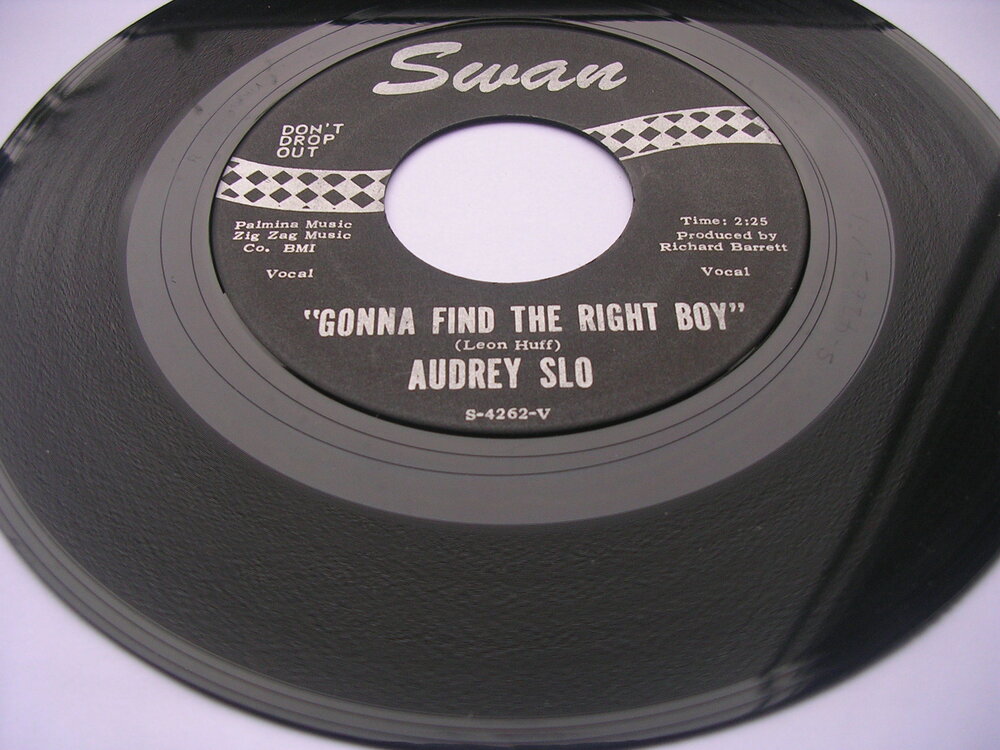 Swan
DON'T
DROP
OUT
Palmina Music
Zig Zag Music
Co. BMI
Vocal
Time: 2:25
Produced by
Richard Barrett
Vocal
"GONNA FIND THE RIGHT BOY"
(Leon Huff)
AUDREY SLO
S-4262-V